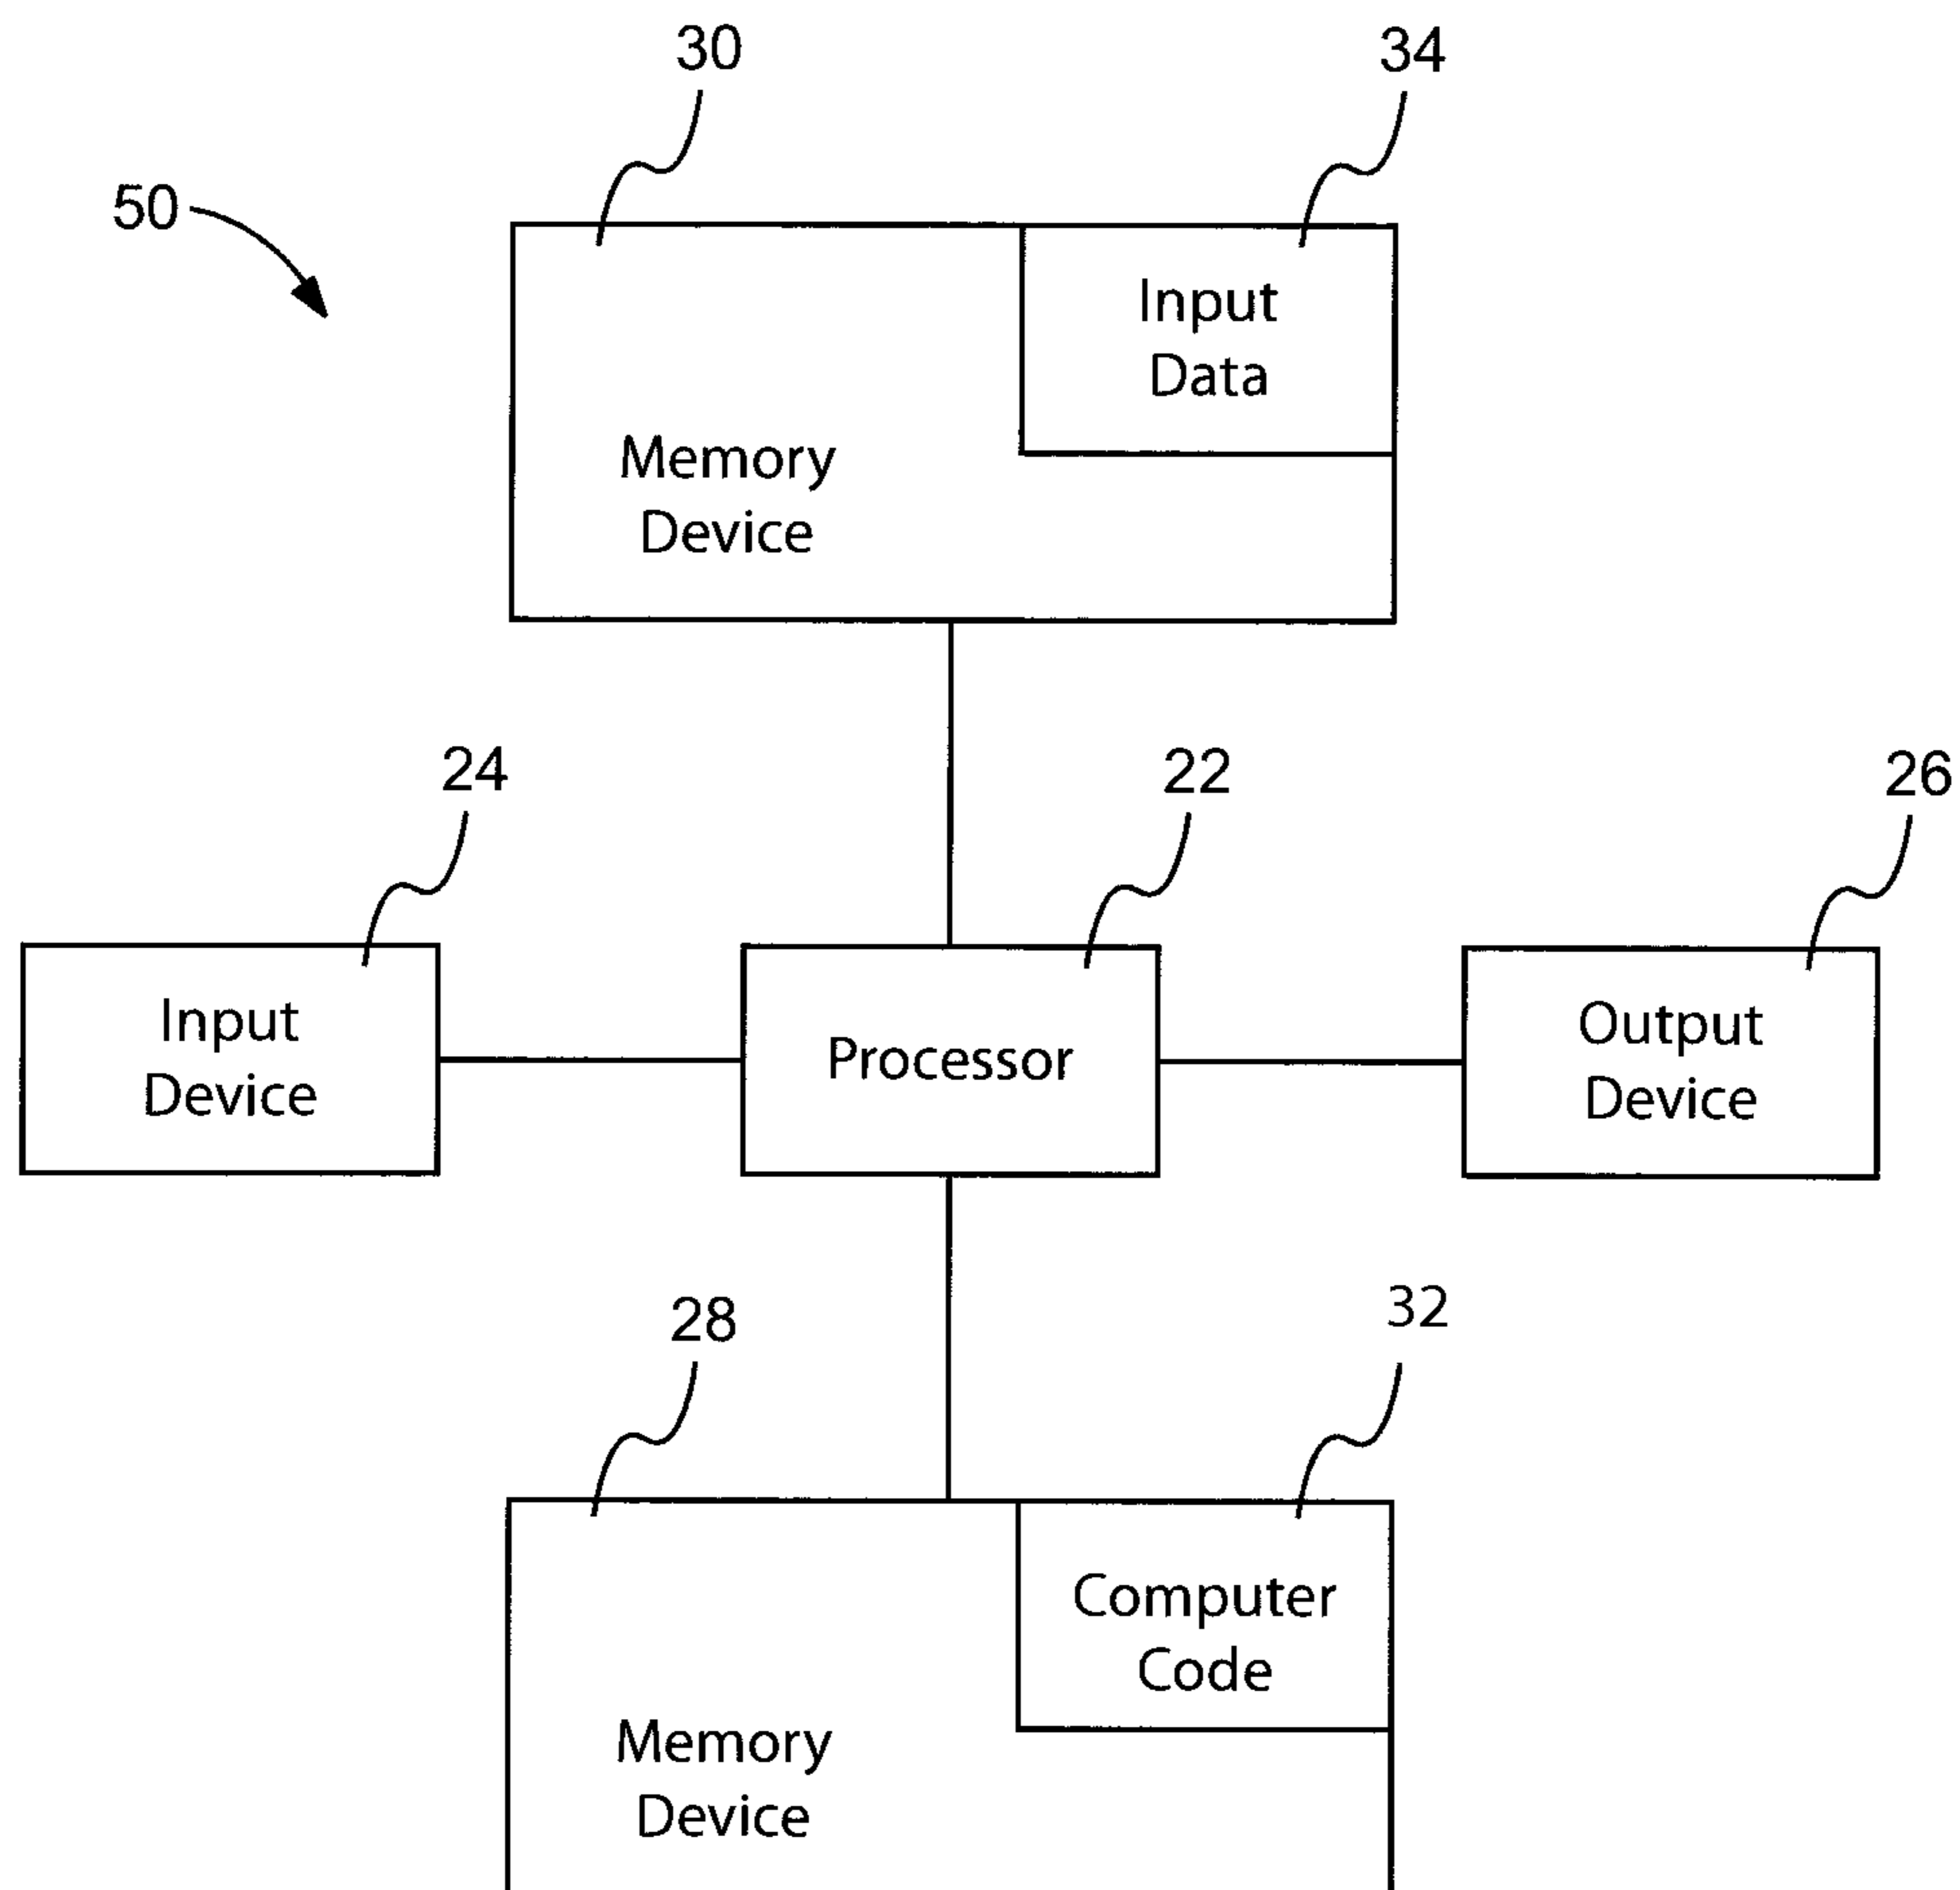 30
34
50
Input
Data
Memory
Device
24
22
26
Input
Device
Processor
Output
Device
28
32
Computer
Code
Memory
Device